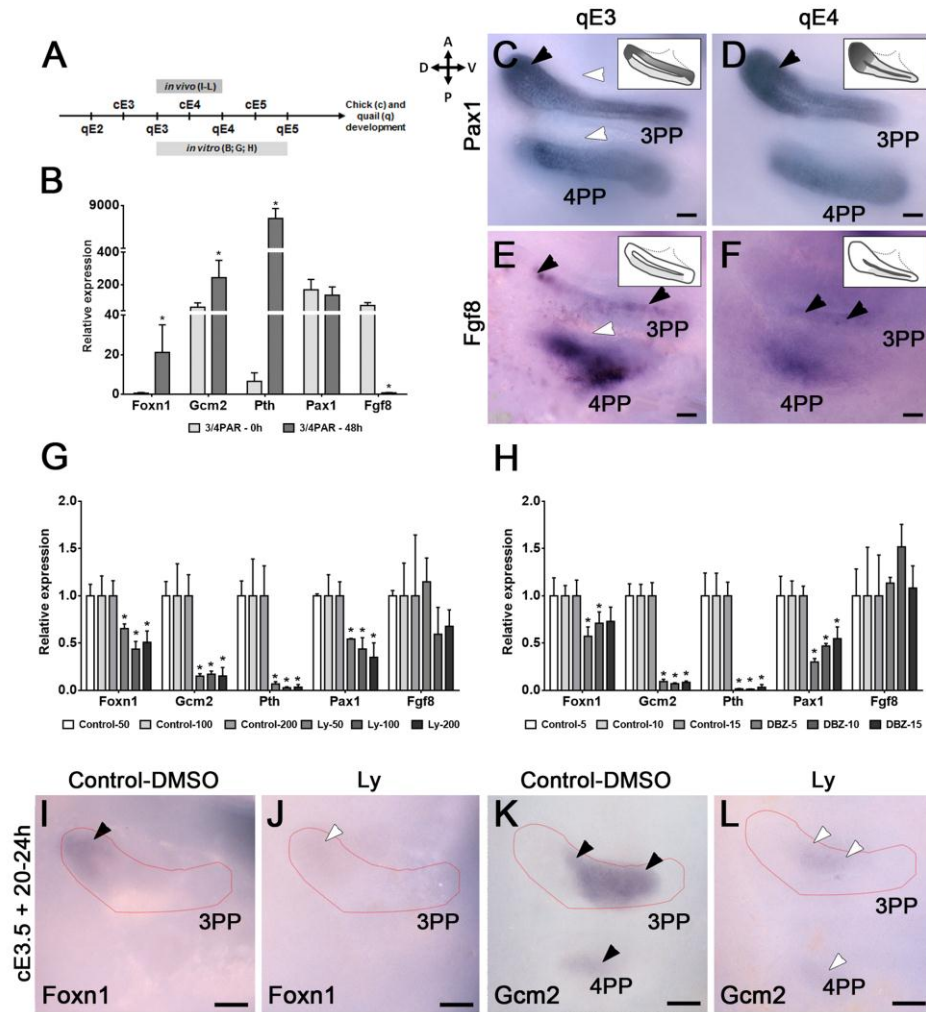 qE3 qE4
A
A
D V
P
in vivo (I-L)
cE3 cE4 cE5
Chick (c) and quail (q) development
qE2 qE3 qE4 qE5
in vitro (B; G; H)
B
Relative expression
9000
400
200
40
20
0
* * * *
Foxn1 Gcm2 Pth Pax1 Fgf8
3/4PAR - 0h 3/4PAR - 48h
Pax1
C
3PP
4PP
D
3PP
4PP
Fgf8
E
3PP
4PP
F
3PP
4PP
G
Relative expression
2.0
1.5
1.0
0.5
0.0
* * * * * * * * * * * *
Foxn1 Gcm2 Pth Pax1 Fgf8
Control-50 Control-100 Control-200 Ly-50 Ly-100 Ly-200
H
Relative expression
2.0
1.5
1.0
0.5
0.0
* * * * * * * * * * *
Foxn1 Gcm2 Pth Pax1 Fgf8
Control-5 Control-10 Control-15 DBZ-5 DBZ-10 DBZ-15
Control-DMSO Ly Control-DMSO Ly
cE3.5 + 20-24h
I
3PP
Foxn1
J
3PP
Foxn1
K
3PP
4PP
Gcm2
L
3PP
4PP
Gcm2